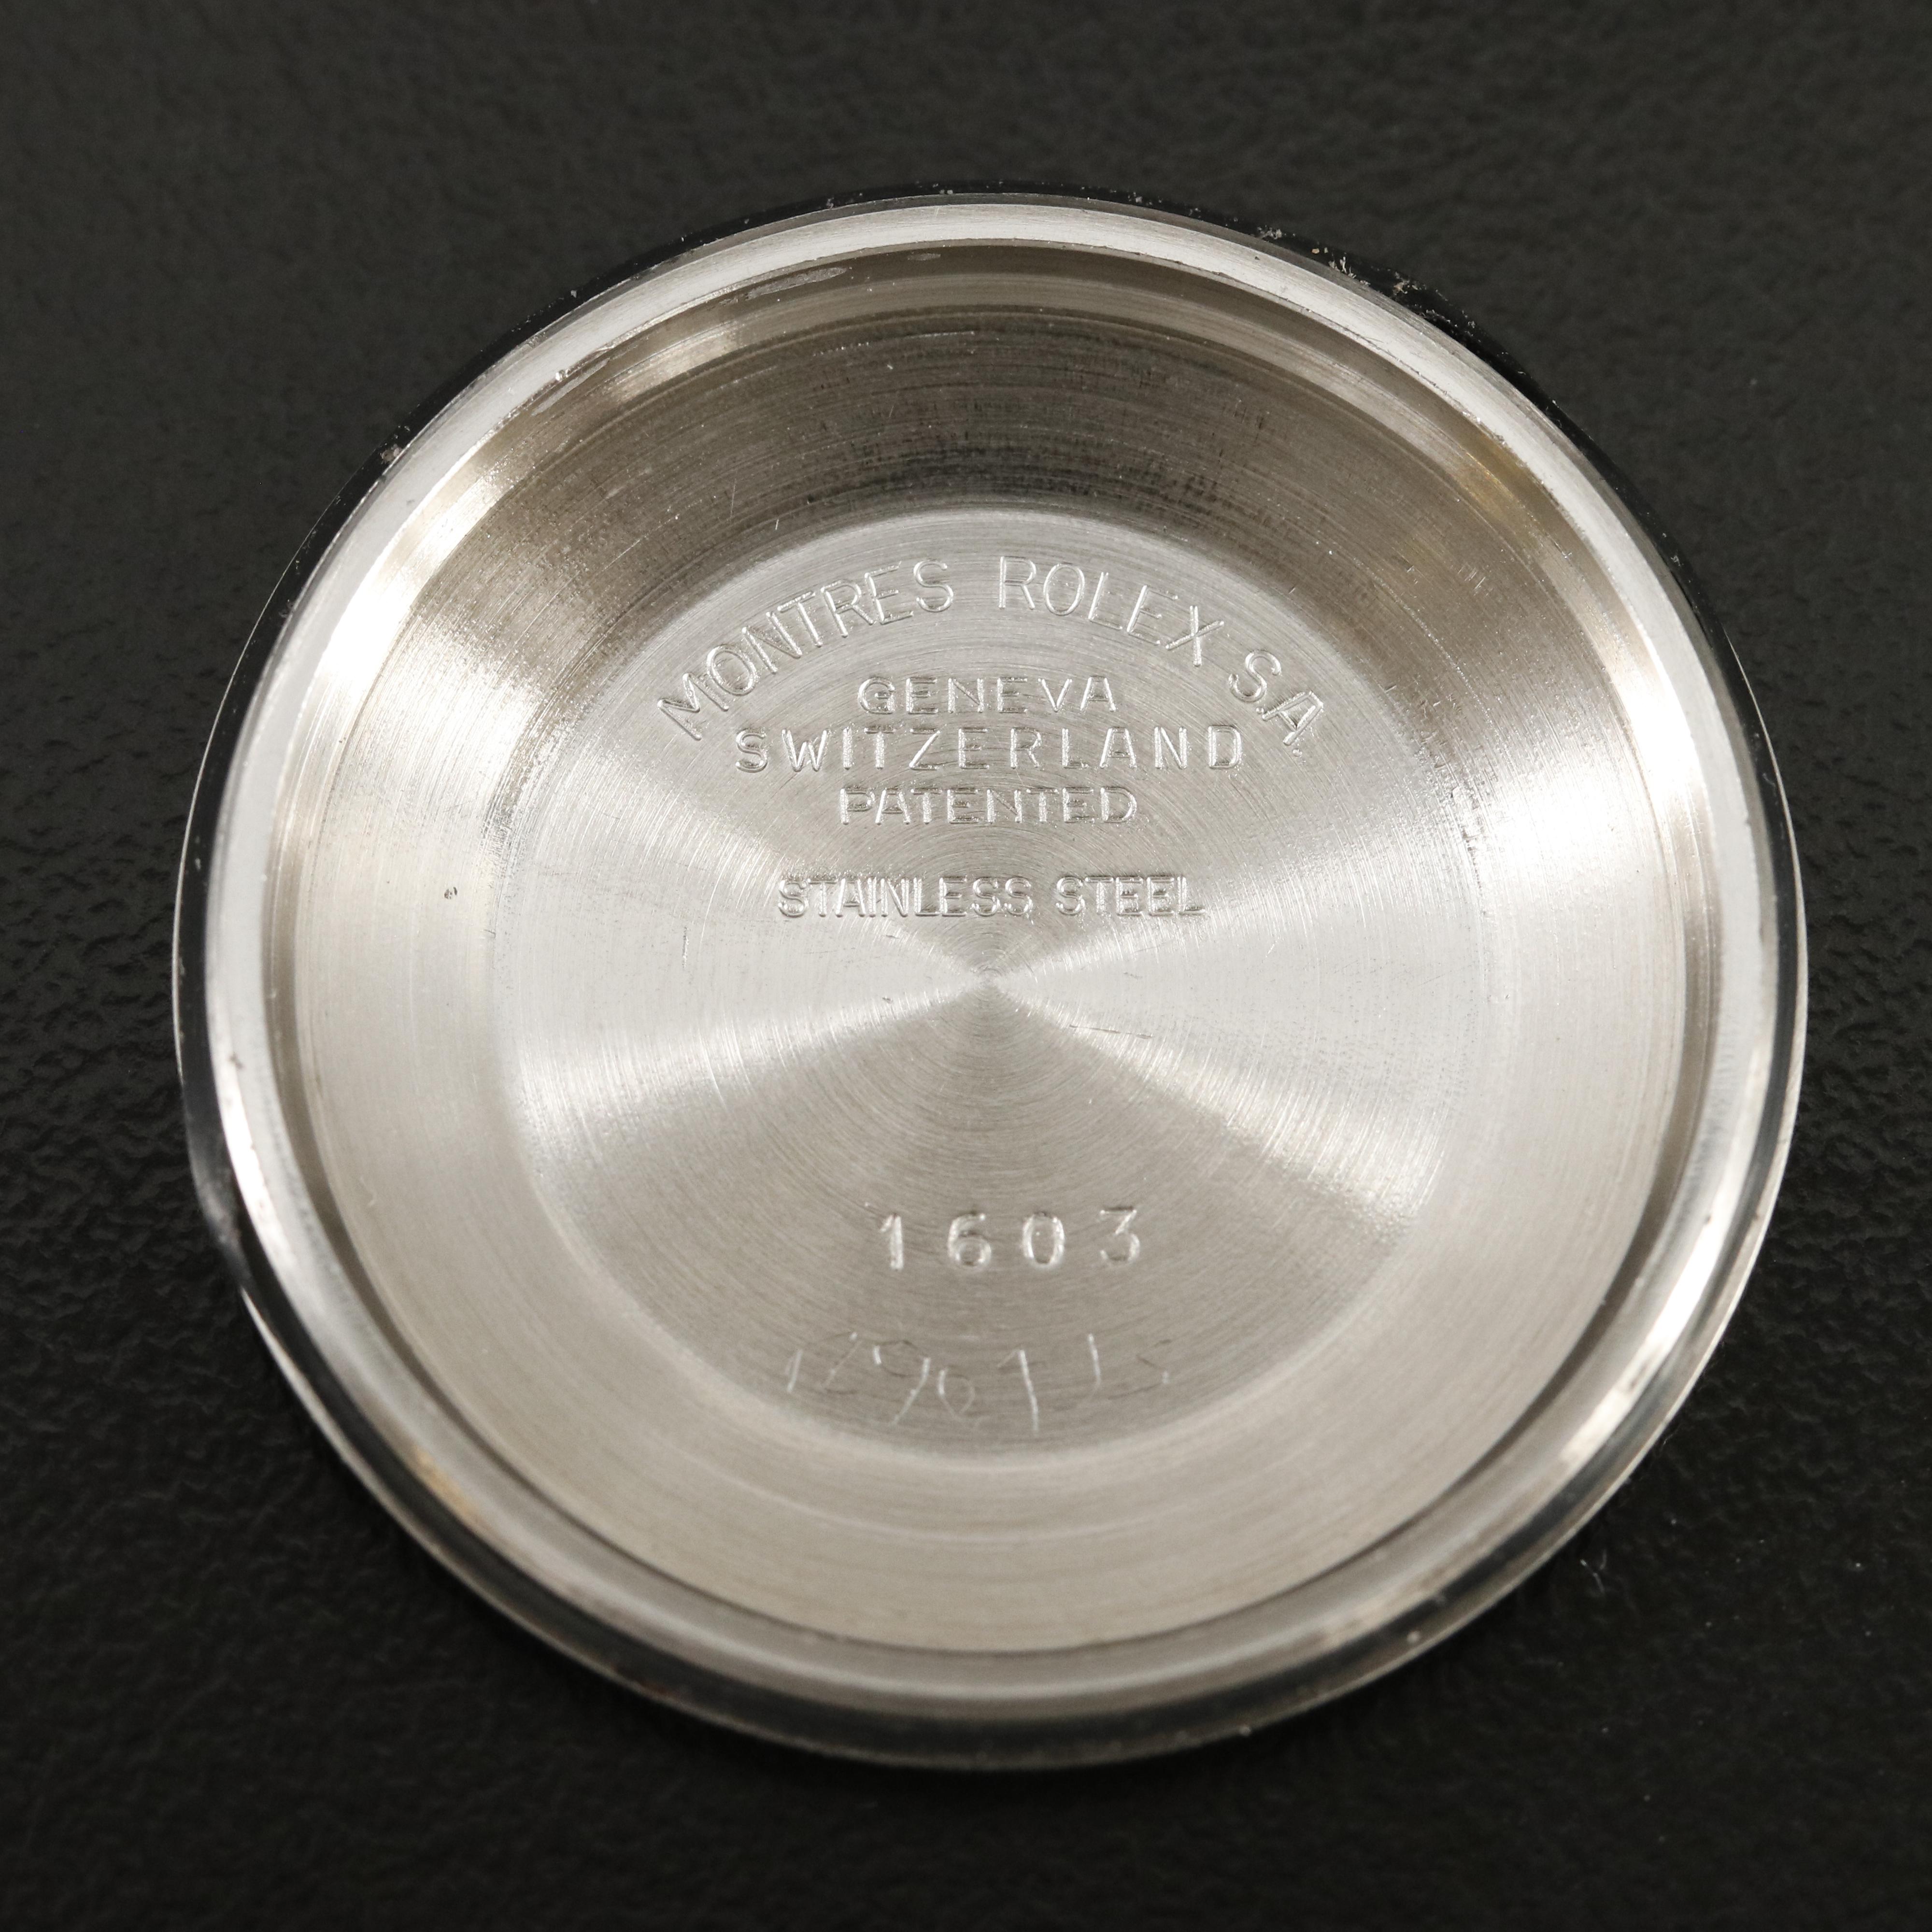 MONTRES ROLEX S.A.
GENEVA
SWITZERLAND
PATENTED
STAINLESS STEEL
1603